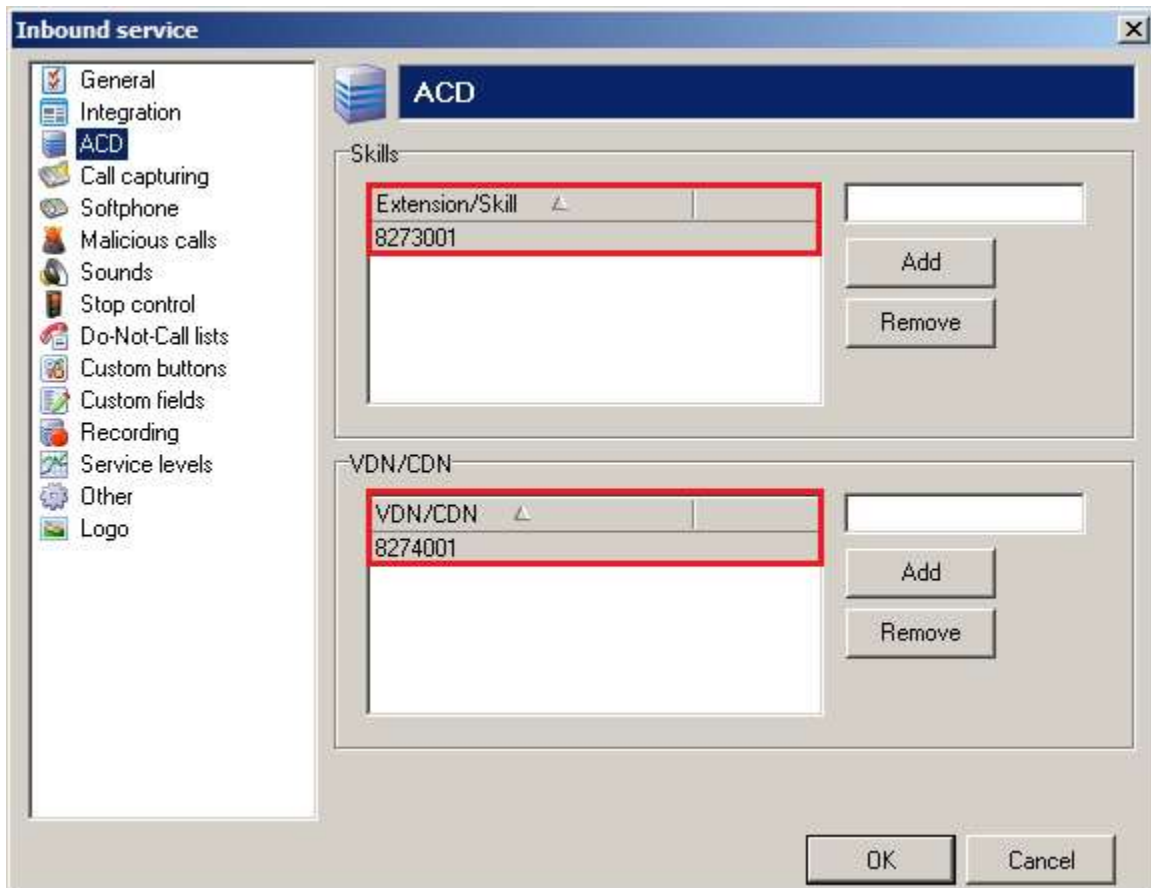 Inbound service
General
Integration
ACD
Call capturing
Softphone
Malicious calls
Sounds
Stop control
Do-Not-Call lists
Custom buttons
Custom fields
Recording
Service levels
Other
Logo
ACD
Skills
Extension/Skill
8273001
Add
Remove
VDN/CDN
VDN/CDN
8274001
Add
Remove
OK Cancel